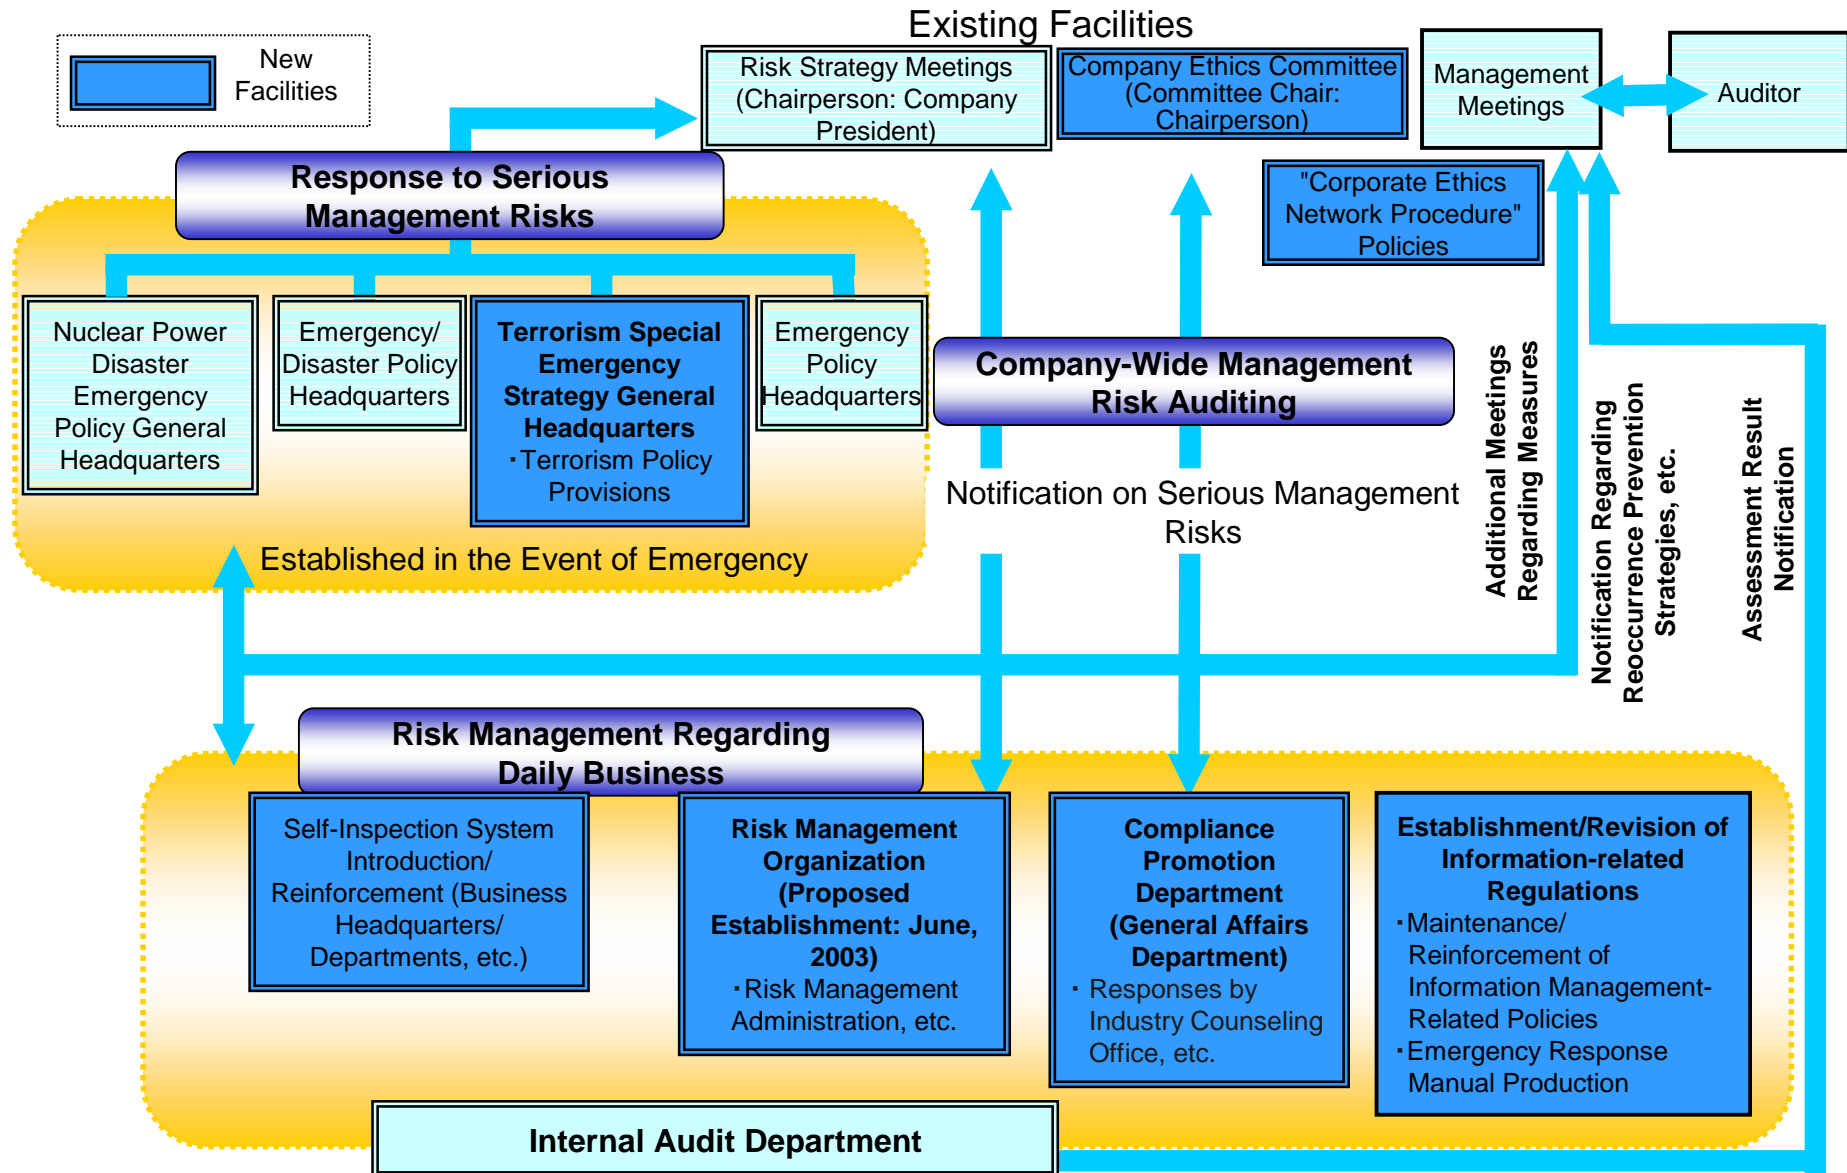 Existing Facilities
New
Facilities
Risk Strategy Meetings
(Chairperson: Company
President)
Company Ethics Committee
(Committee Chair:
Chairperson)
Management
Meetings
Auditor
Response to Serious
Management Risks
"Corporate Ethics
Network Procedure"
Policies
Nuclear Power
Disaster
Emergency
Policy General
Headquarters
Emergency/
Disaster Policy
Headquarters
Terrorism Special
Emergency
Strategy General
Headquarters
・Terrorism Policy
Provisions
Emergency
Policy
Headquarters
Established in the Event of Emergency
Company-Wide Management
Risk Auditing
Notification on Serious Management
Risks
Additional Meetings
Regarding Measures
Notification Regarding
Reoccurrence Prevention
Strategies, etc.
Assessment Result
Notification
Risk Management Regarding
Daily Business
Self-Inspection System
Introduction/
Reinforcement (Business
Headquarters/
Departments, etc.)
Risk Management
Organization
(Proposed
Establishment: June,
2003)
・Risk Management
Administration, etc.
Compliance
Promotion
Department
(General Affairs
Department)
・Responses by
Industry Counseling
Office, etc.
Establishment/Revision of
Information-related
Regulations
・Maintenance/
Reinforcement of
Information Management-
Related Policies
・Emergency Response
Manual Production
Internal Audit Department